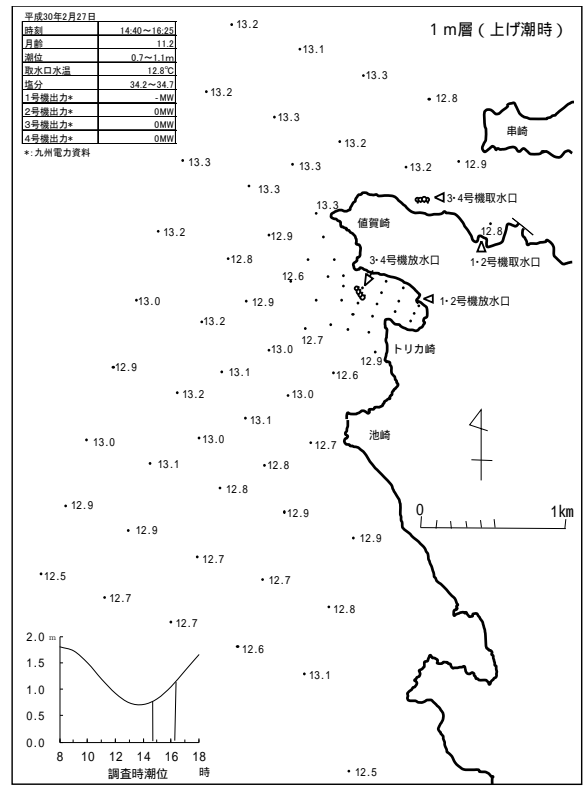 平成30年2月27日
時刻 14:40~16:25
月齢 11.2
潮位 0.7~1.1m
取水口水温 12.8℃
塩分 34.2~34.7
1号機出力* -MW
2号機出力* 0MW
3号機出力* 0MW
4号機出力* 0MW
*:九州電力資料
1m層(上げ潮時)
13.2
13.1
13.3
13.2
12.8
13.3
串崎
13.2
13.3
13.3
13.2
12.9
13.3
3・4号機取水口
13.3
値賀崎
13.2
12.9
12.8
12.8
3・4号機放水口
1・2号機取水口
12.6
13.0
12.9
1・2号機放水口
13.2
12.7
13.0
トリカ崎
12.9
12.9
13.1
12.6
13.2
13.0
13.1
池崎
13.0
13.0
12.7
13.1
12.8
12.8
12.9
12.9
0 1km
12.9
12.9
12.7
12.5
12.7
12.7
12.8
12.7
12.6
13.1
12.5
2.0 m
1.5
1.0
0.5
0.0
8 10 12 14 16 18
調査時潮位 時